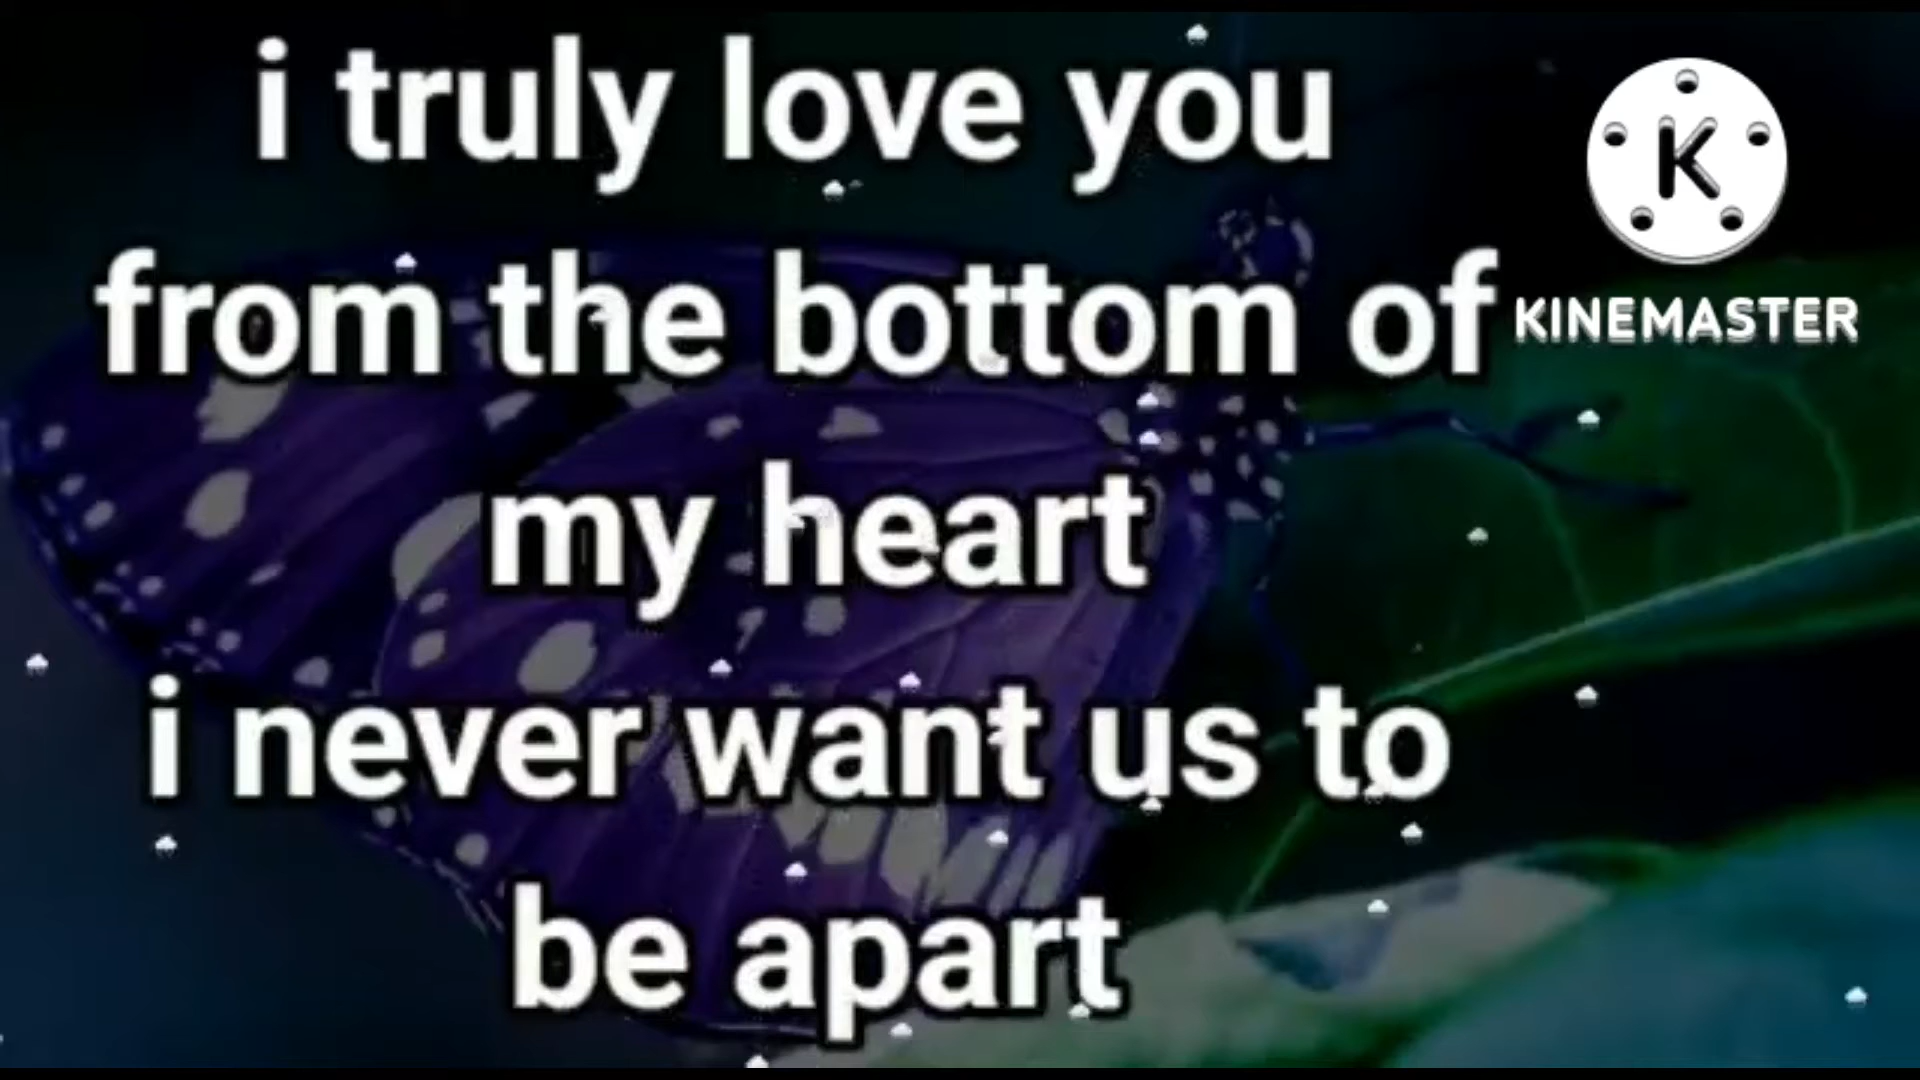 i truly love you
from the bottom of
my heart
i never want us to
be apart
K
KINEMASTER